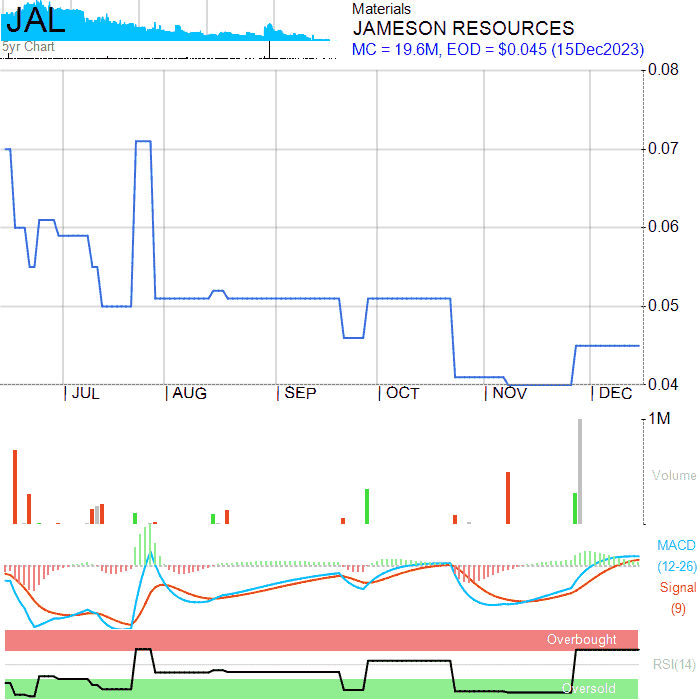 JAL
5yr Chart
Materials
JAMESON RESOURCES
MC = 19.6M, EOD = $0.045 (15Dec2023)
0.08
0.07
0.06
0.05
0.04
JUL AUG SEP OCT NOV DEC
1M
Volume
MACD
(12-26)
Signal
(9)
Overbought
RSI(14)
Oversold